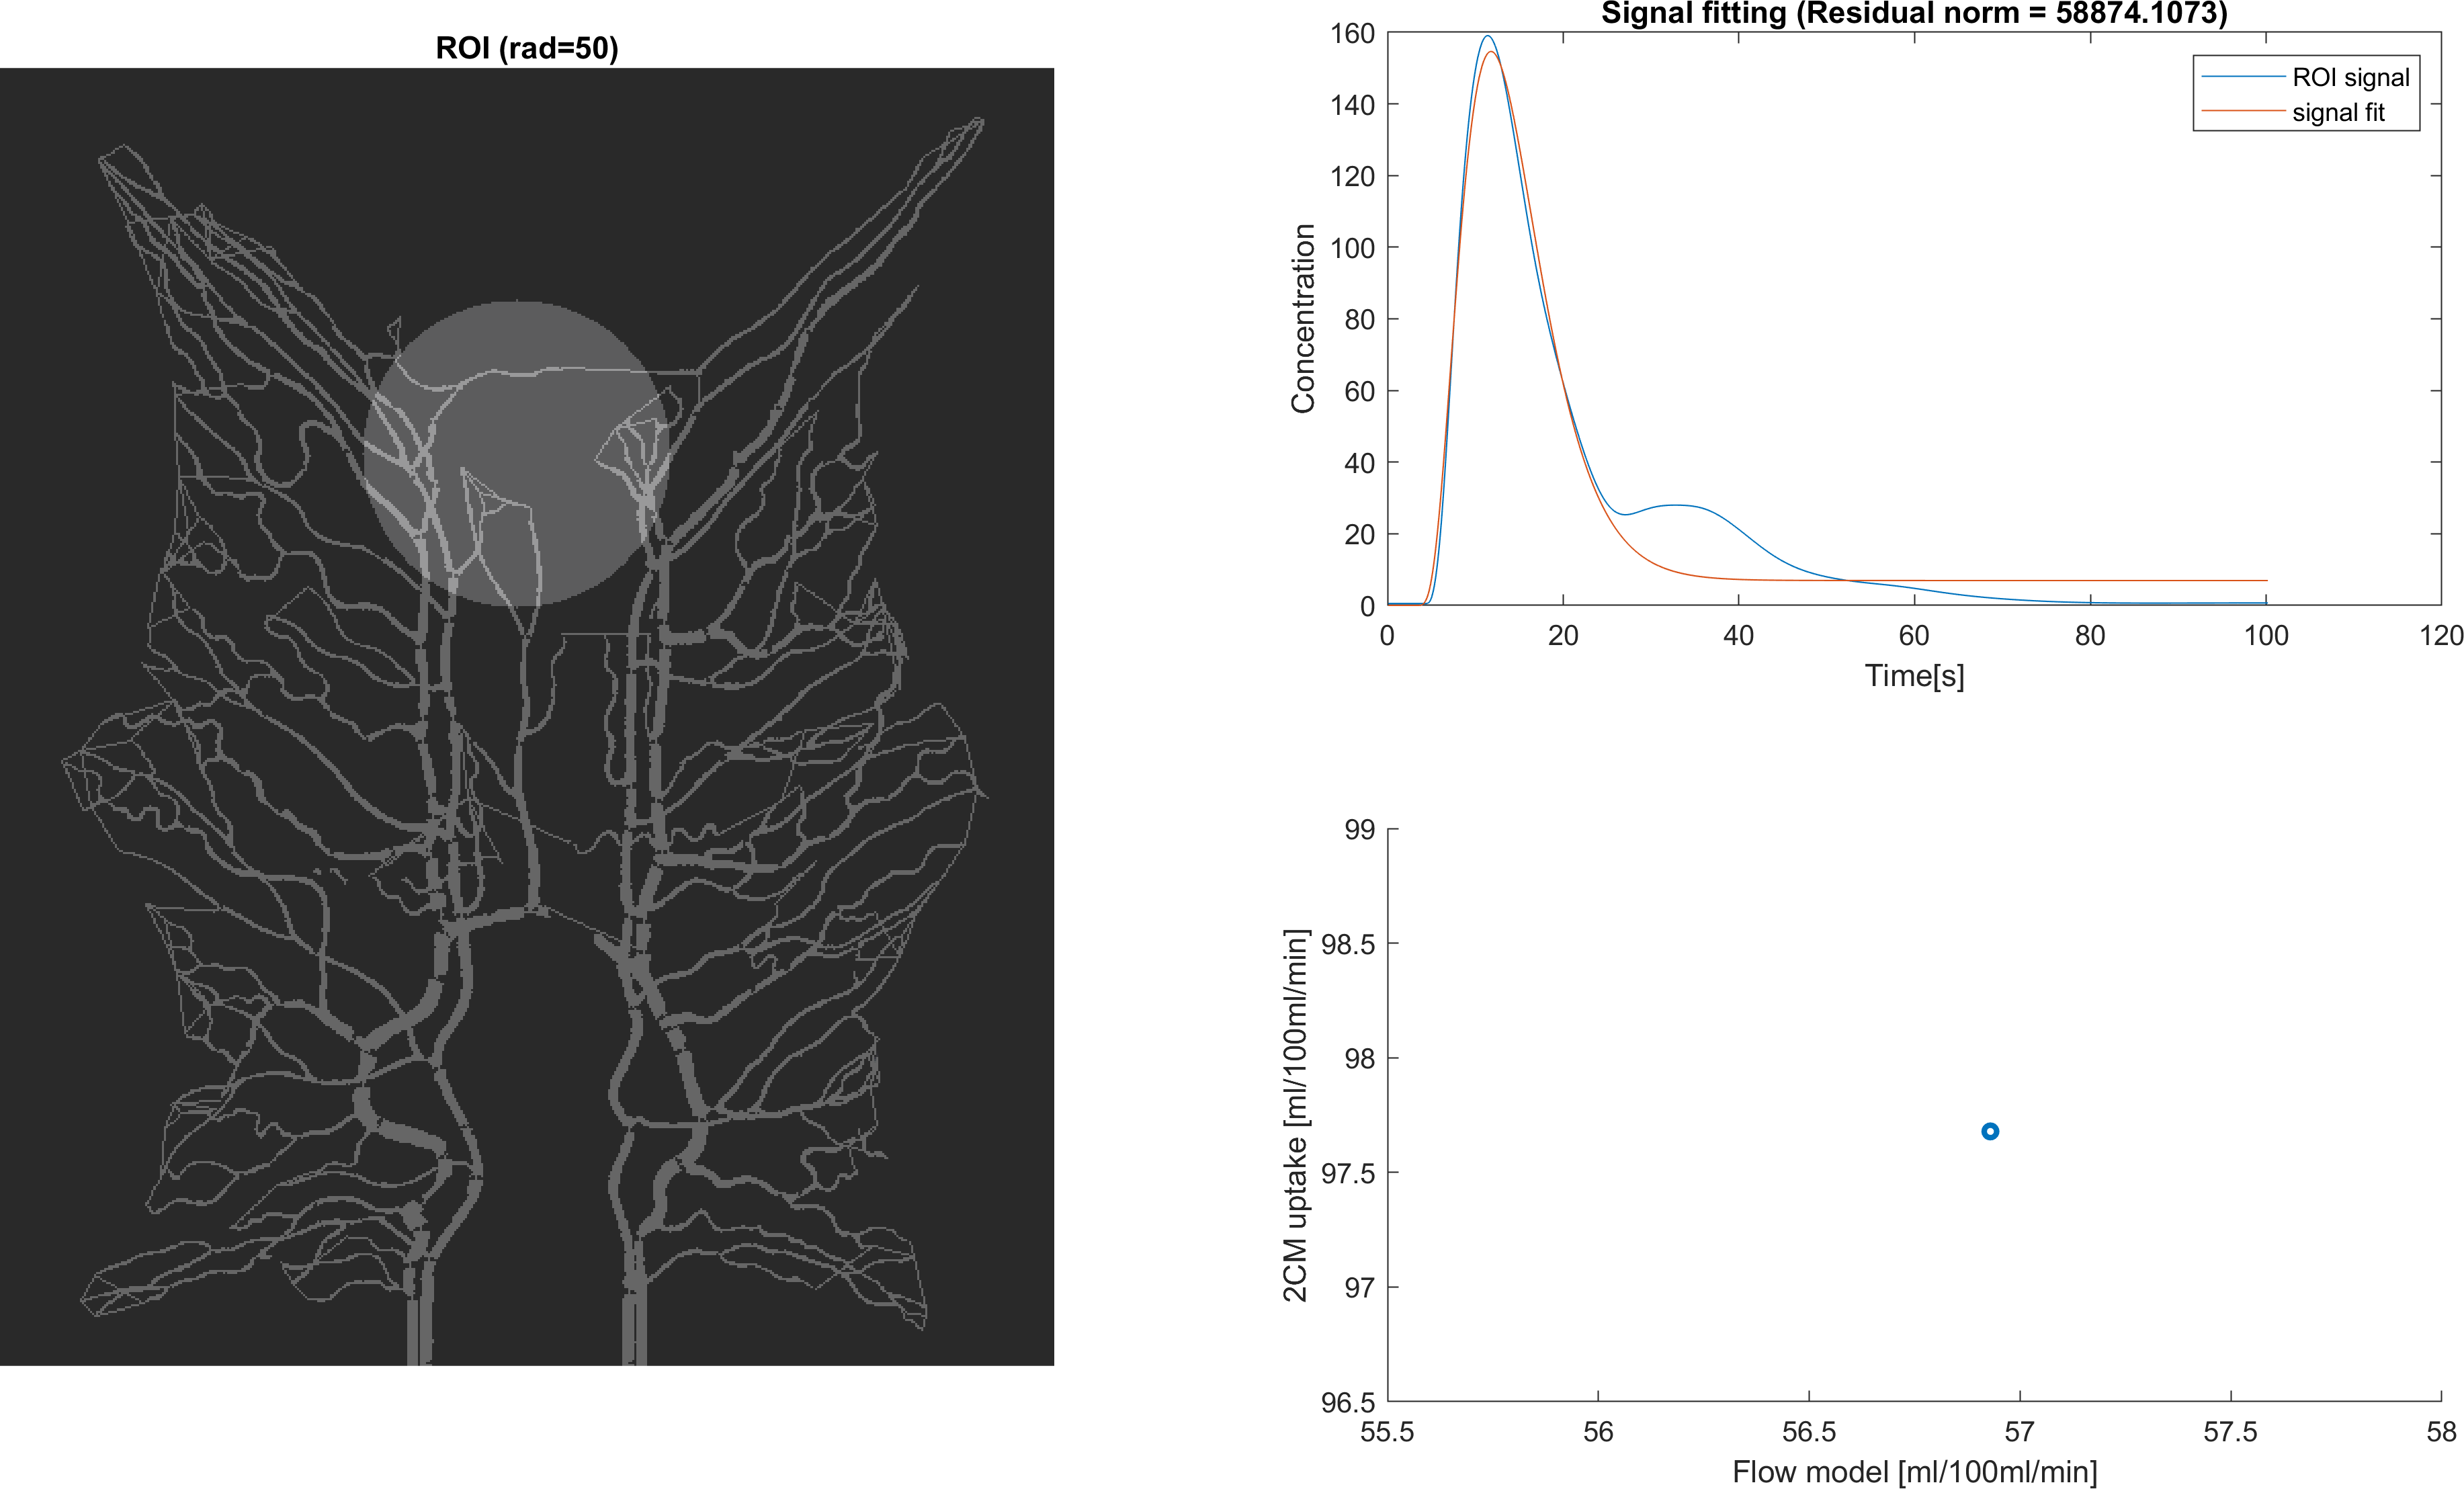 ROI (rad=50)
Signal fitting (Residual norm = 58874.1073)
160
140
120
100
80
60
40
20
0
Concentration
ROI signal
signal fit
0 20 40 60 80 100 120
Time[s]
99
98.5
98
97.5
97
96.5
2CM uptake [ml/100ml/min]
55.5 56 56.5 57 57.5 58
Flow model [ml/100ml/min]